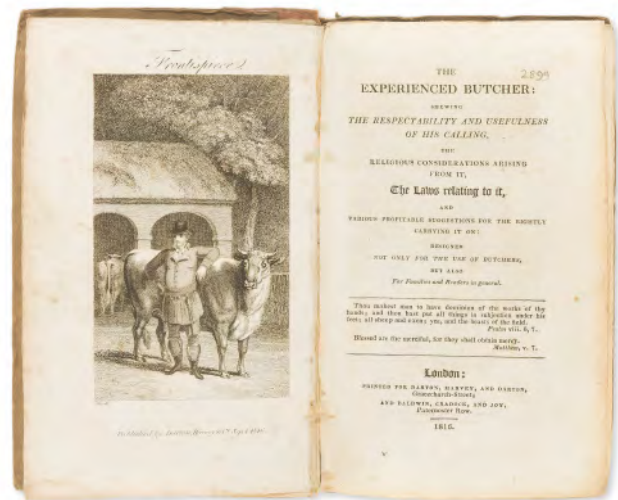 Frontispiece
Published by Darton, Harvey & Co.
2899
THE
EXPERIENCED BUTCHER:
SHEWING
THE RESPECTABILITY AND USEFULNESS
OF HIS CALLING,
THE
RELIGIOUS CONSIDERATIONS ARISING
FROM IT,
The Laws relating to it,
AND
VARIOUS PROFITABLE SUGGESTIONS FOR THE RIGHTLY
CARRYING IT ON:
DESIGNED
NOT ONLY FOR THE USE OF BUTCHERS,
BUT ALSO
For Families and Readers in general.
Thou madest man to have dominion of the works of thy
hands; and thou hast put all things in subjection under his
feet; all sheep and oxen; yea, and the beasts of the field.
Psalm viii. 6, 7.
Blessed are the merciful, for they shall obtain mercy.
Matthew, v. 7.
London:
PRINTED FOR DARTON, HARVEY, AND DARTON,
Gracechurch-Street;
AND BALDWIN, CRADOCK, AND JOY,
Paternoster Row.
1816.